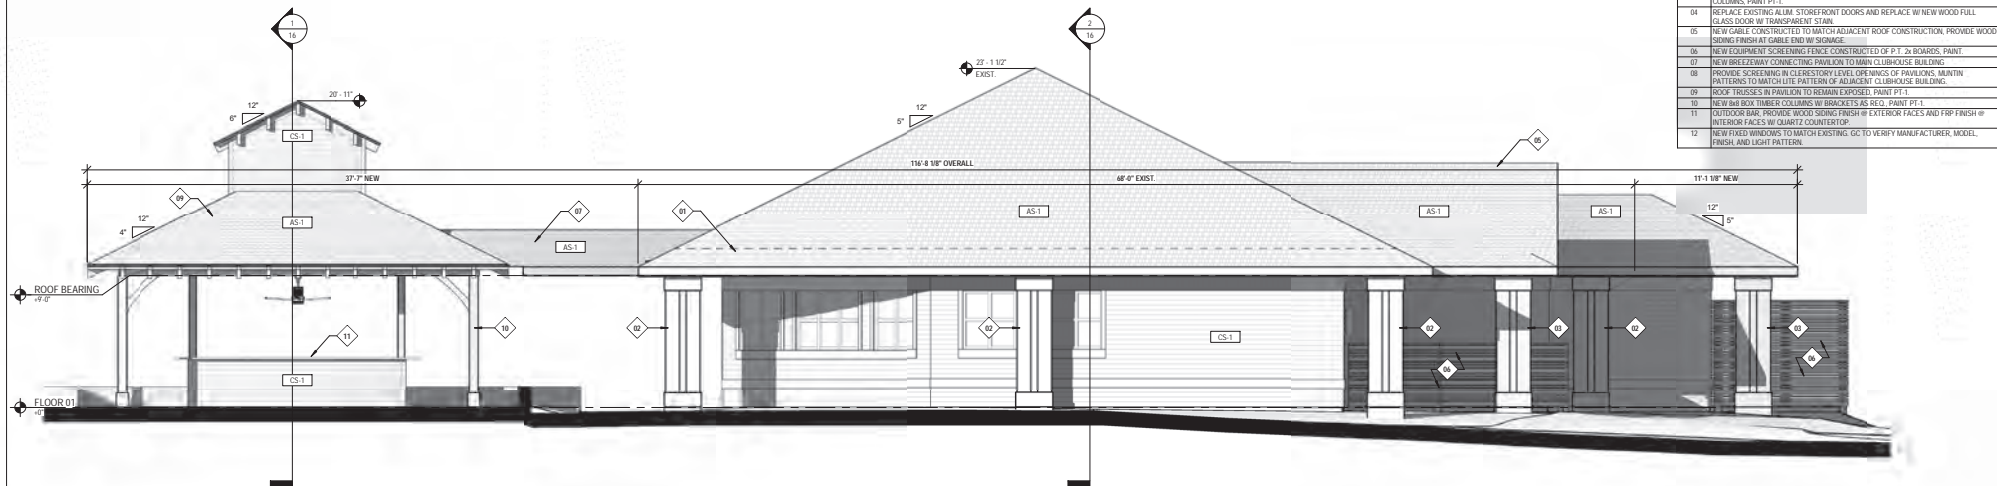 COLUMNS, PAINT PT-1.
04 REPLACE EXISTING ALUM. STOREFRONT DOORS AND REPLACE W/ NEW WOOD FULL
GLASS DOOR W/ TRANSPARENT STAIN.
05 NEW GABLE CONSTRUCTED TO MATCH ADJACENT ROOF CONSTRUCTION, PROVIDE WOOD
SIDING FINISH AT GABLE END W/ SIGNAGE.
06 NEW EQUIPMENT SCREENING FENCE CONSTRUCTED OF P.T. 2x BOARDS, PAINT.
07 NEW BREEZEWAY CONNECTING PAVILION TO MAIN CLUBHOUSE BUILDING
08 PROVIDE SCREENING IN CLERESTORY LEVEL OPENINGS OF PAVILIONS, MUNTIN
PATTERNS TO MATCH LITE PATTERN OF ADJACENT CLUBHOUSE BUILDING.
09 ROOF TRUSSES IN PAVILION TO REMAIN EXPOSED, PAINT PT-1.
10 NEW 8x8 BOX TIMBER COLUMNS W/ BRACKETS AS REQ., PAINT PT-1.
11 OUTDOOR BAR, PROVIDE WOOD SIDING FINISH @ EXTERIOR FACES AND FRP FINISH @
INTERIOR FACES W/ QUARTZ COUNTERTOP.
12 NEW FIXED WINDOWS TO MATCH EXISTING. GC TO VERIFY MANUFACTURER, MODEL,
FINISH, AND LIGHT PATTERN.
1
16
2
16
23' - 1 1/2"
EXIST.
20' - 11"
12"
6"
CS-1
12"
5"
05
116'-8 1/8" OVERALL
37'-7" NEW
68'-0" EXIST.
11'-1 1/8" NEW
09
07
01
12"
4"
AS-1
AS-1
AS-1
AS-1
AS-1
12"
5"
ROOF BEARING
+9'-0"
10
02
02
02
03
02
03
11
CS-1
06
06
CS-1
FLOOR 01
+0"